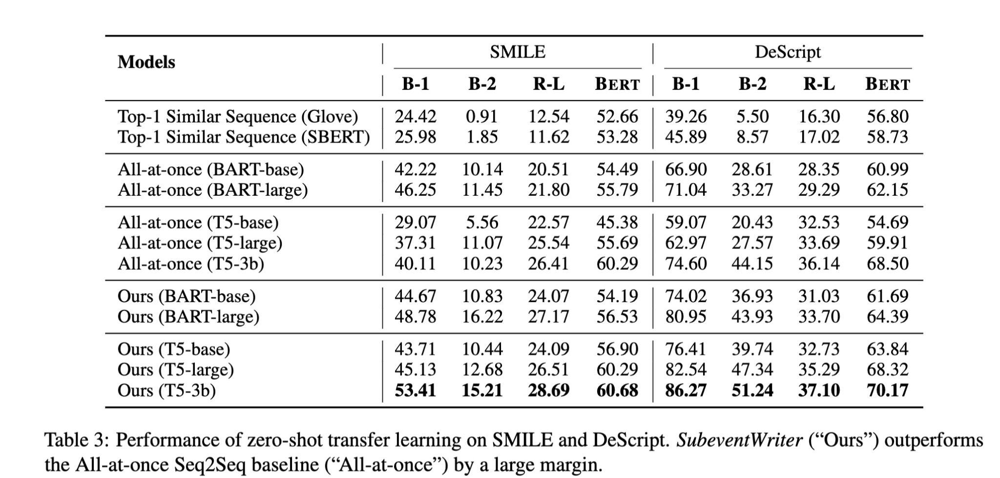 Models SMILE DeScript
B-1 B-2 R-L BERT B-1 B-2 R-L BERT
Top-1 Similar Sequence (Glove) 24.42 0.91 12.54 52.66 39.26 5.50 16.30 56.80
Top-1 Similar Sequence (SBERT) 25.98 1.85 11.62 53.28 45.89 8.57 17.02 58.73
All-at-once (BART-base) 42.22 10.14 20.51 54.49 66.90 28.61 28.35 60.99
All-at-once (BART-large) 46.25 11.45 21.80 55.79 71.04 33.27 29.29 62.15
All-at-once (T5-base) 29.07 5.56 22.57 45.38 59.07 20.43 32.53 54.69
All-at-once (T5-large) 37.31 11.07 25.54 55.69 62.97 27.57 33.69 59.91
All-at-once (T5-3b) 40.11 10.23 26.41 60.29 74.60 44.15 36.14 68.50
Ours (BART-base) 44.67 10.83 24.07 54.19 74.02 36.93 31.03 61.69
Ours (BART-large) 48.78 16.22 27.17 56.53 80.95 43.93 33.70 64.39
Ours (T5-base) 43.71 10.44 24.09 56.90 76.41 39.74 32.73 63.84
Ours (T5-large) 45.13 12.68 26.51 60.29 82.54 47.34 35.29 68.32
Ours (T5-3b) 53.41 15.21 28.69 60.68 86.27 51.24 37.10 70.17
Table 3: Performance of zero-shot transfer learning on SMILE and DeScript. SubeventWriter (“Ours”) outperforms
the All-at-once Seq2Seq baseline (“All-at-once”) by a large margin.